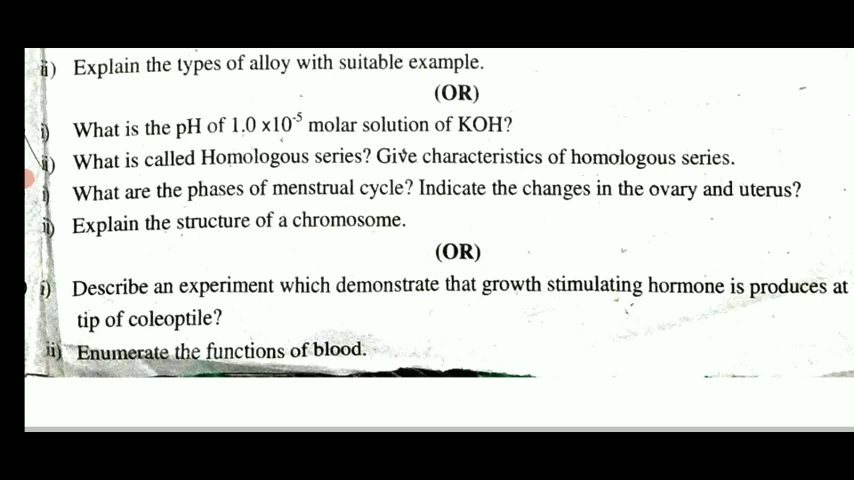 ii) Explain the types of alloy with suitable example.
(OR)
i) What is the pH of 1.0 x10⁻⁵ molar solution of KOH?
ii) What is called Homologous series? Give characteristics of homologous series.
i) What are the phases of menstrual cycle? Indicate the changes in the ovary and uterus?
ii) Explain the structure of a chromosome.
(OR)
i) Describe an experiment which demonstrate that growth stimulating hormone is produces at
tip of coleoptile?
ii) Enumerate the functions of blood.